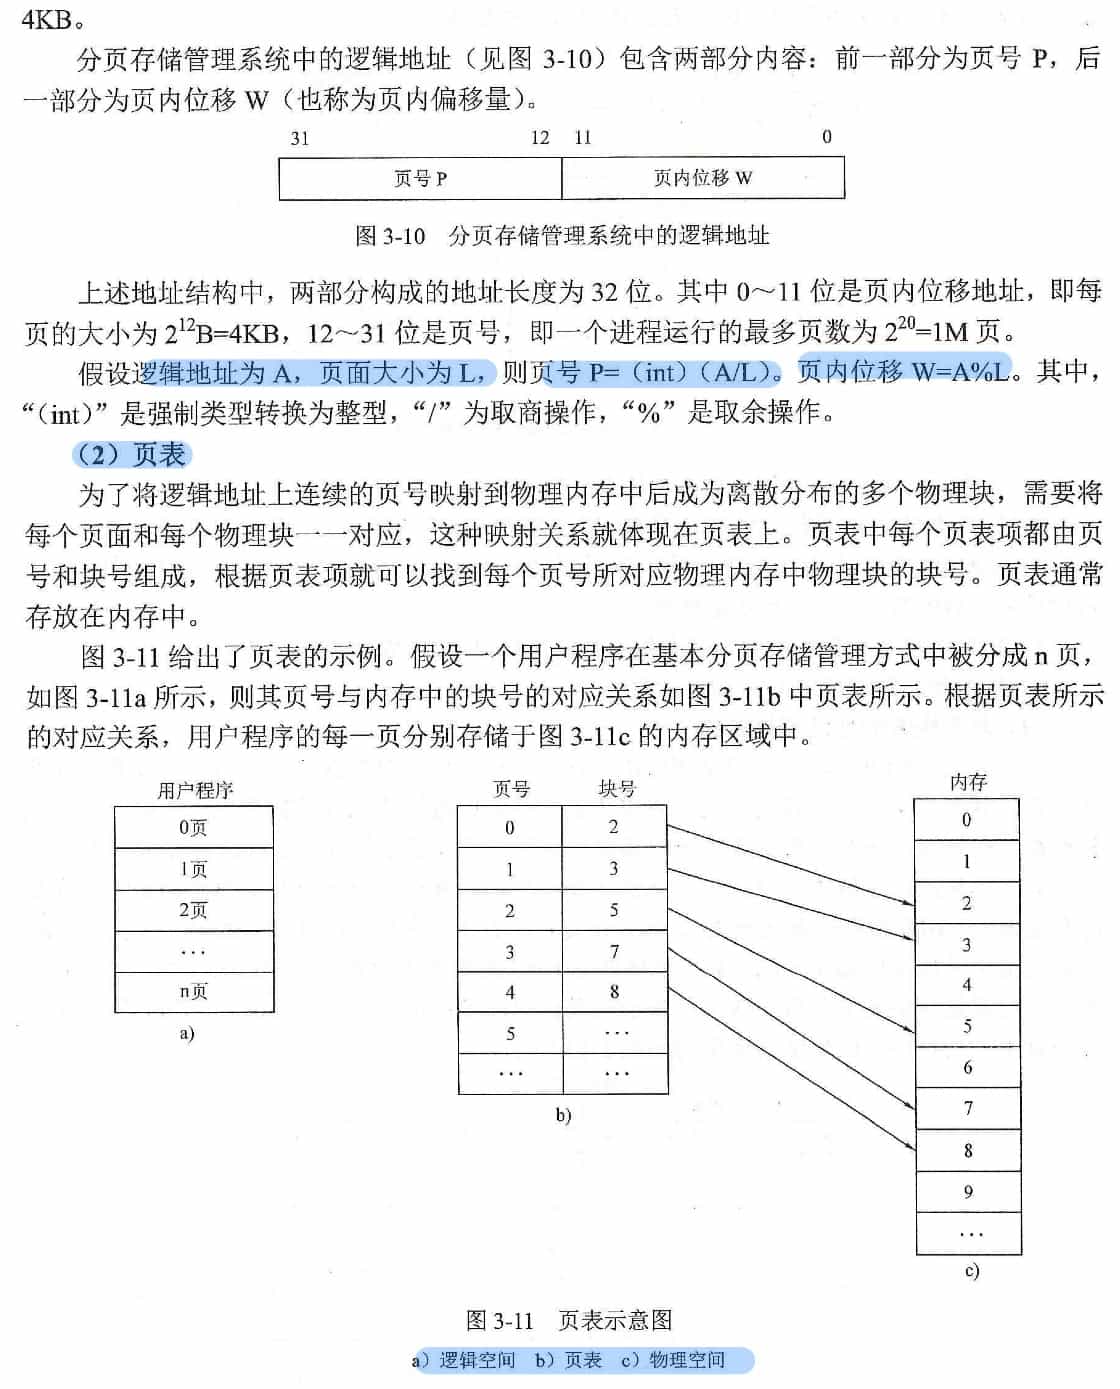 4KB。
分页存储管理系统中的逻辑地址（见图 3-10）包含两部分内容：前一部分为页号 P，后
一部分为页内位移 W（也称为页内偏移量）。
31 12 11 0
页号 P 页内位移 W
图 3-10 分页存储管理系统中的逻辑地址
上述地址结构中，两部分构成的地址长度为 32 位。其中 0～11 位是页内位移地址，即每
页的大小为 2¹²B=4KB，12～31 位是页号，即一个进程运行的最多页数为 2²⁰=1M 页。
假设逻辑地址为 A，页面大小为 L，则页号 P=（int）（A/L）。页内位移 W=A%L。其中，
“（int）”是强制类型转换为整型，“/”为取商操作，“%”是取余操作。
（2）页表
为了将逻辑地址上连续的页号映射到物理内存中后成为离散分布的多个物理块，需要将
每个页面和每个物理块一一对应，这种映射关系就体现在页表上。页表中每个页表项都由页
号和块号组成，根据页表项就可以找到每个页号所对应物理内存中物理块的块号。页表通常
存放在内存中。
图 3-11 给出了页表的示例。假设一个用户程序在基本分页存储管理方式中被分成 n 页，
如图 3-11a 所示，则其页号与内存中的块号的对应关系如图 3-11b 中页表所示。根据页表所示
的对应关系，用户程序的每一页分别存储于图 3-11c 的内存区域中。
用户程序
0页
1页
2页
…
n页
a)
页号 块号
0 2
1 3
2 5
3 7
4 8
5 …
… …
b)
内存
0
1
2
3
4
5
6
7
8
9
…
c)
图 3-11 页表示意图
a）逻辑空间 b）页表 c）物理空间